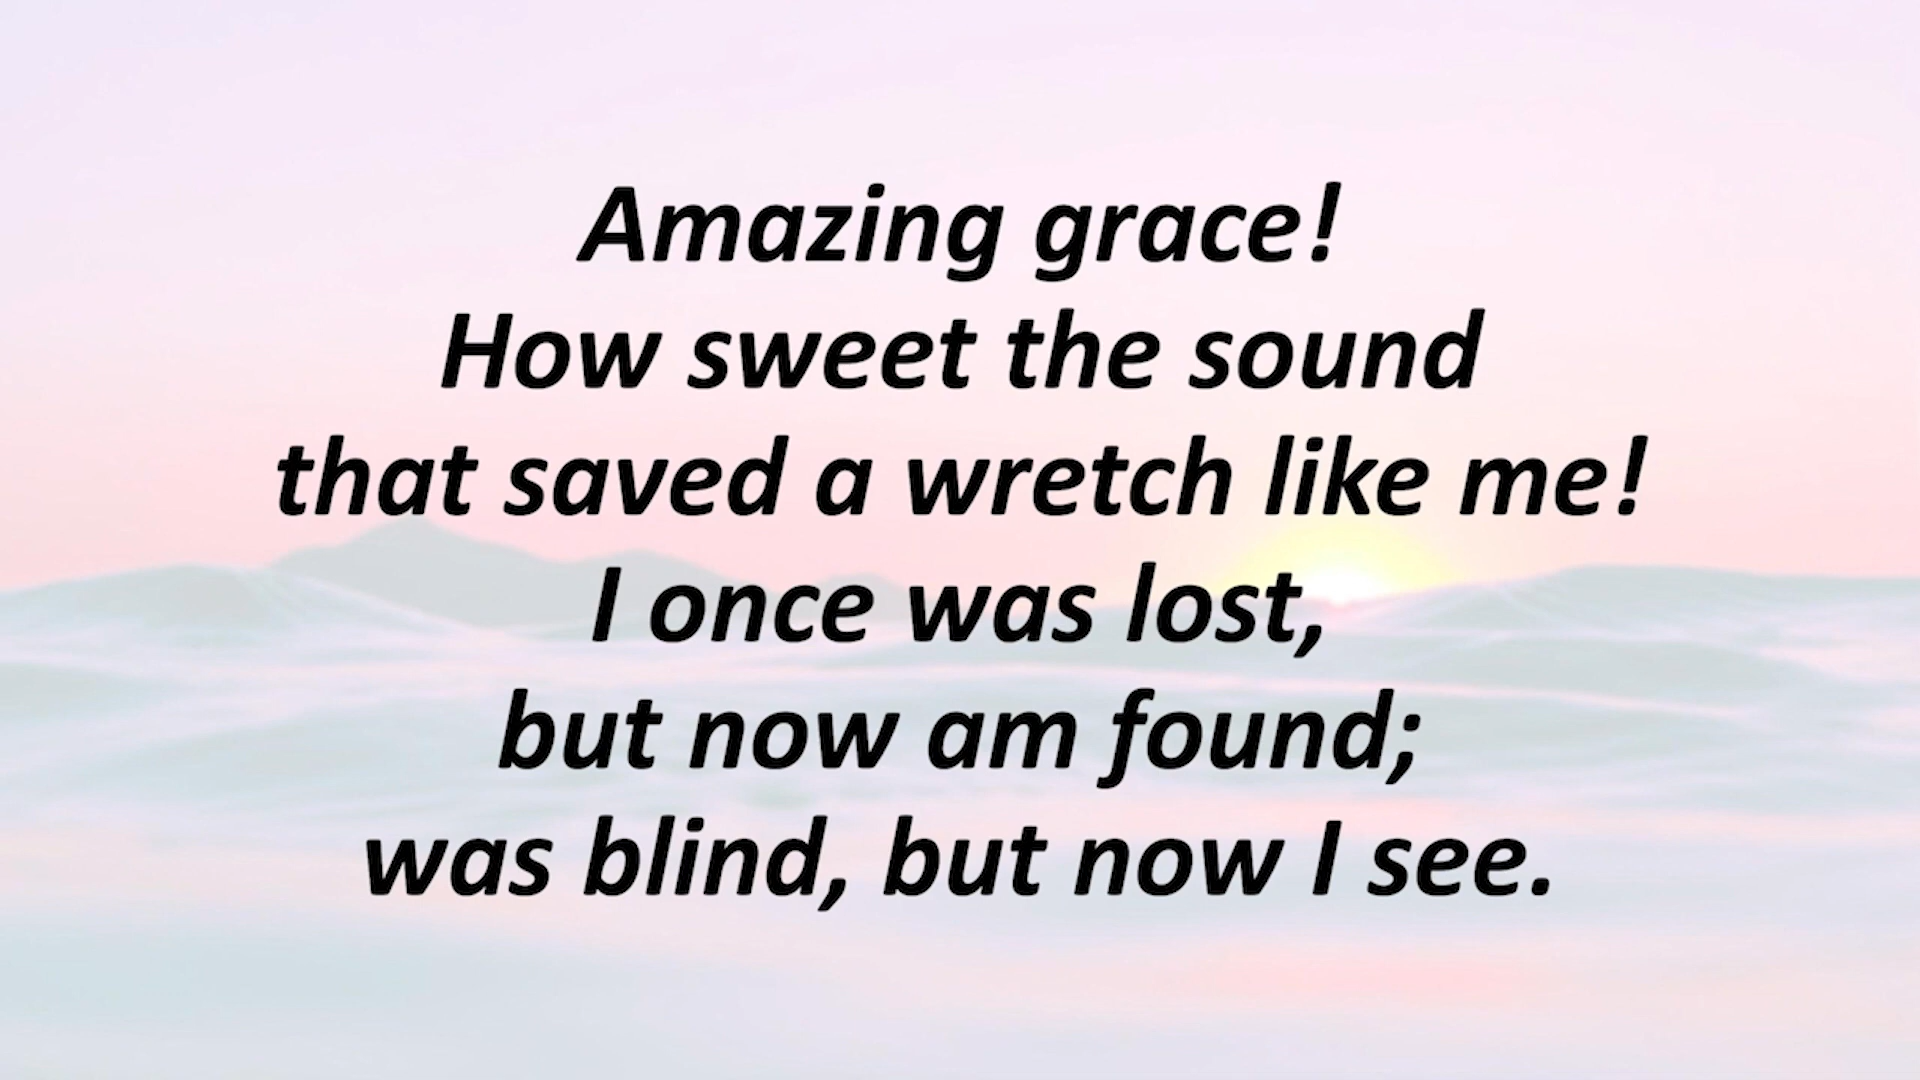 Amazing grace!
How sweet the sound
that saved a wretch like me!
I once was lost,
but now am found;
was blind, but now I see.